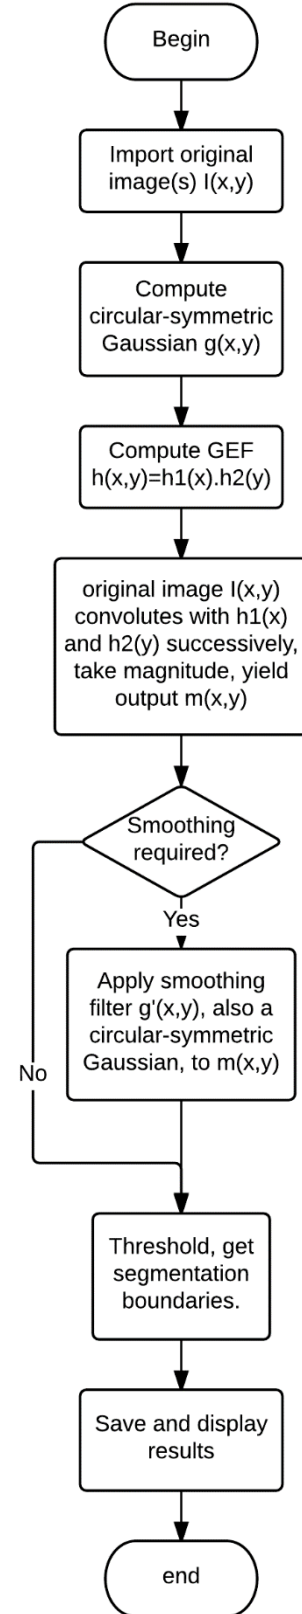 Begin
Import original
image(s) I(x,y)
Compute
circular-symmetric
Gaussian g(x,y)
Compute GEF
h(x,y)=h1(x).h2(y)
original image I(x,y)
convolutes with h1(x)
and h2(y) successively,
take magnitude, yield
output m(x,y)
Smoothing
required?
Yes
Apply smoothing
filter g'(x,y), also a
circular-symmetric
Gaussian, to m(x,y)
No
Threshold, get
segmentation
boundaries.
Save and display
results
end